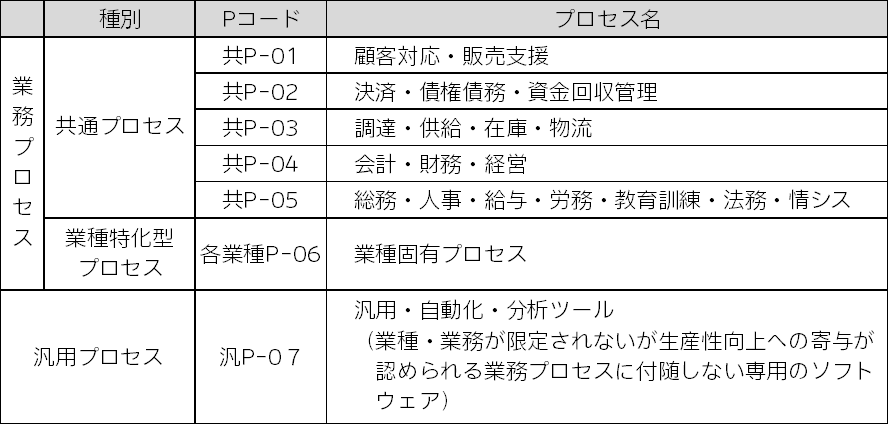 種別 Pコード プロセス名
業務プロセス
共通プロセス
共P-01 顧客対応・販売支援
共P-02 決済・債権債務・資金回収管理
共P-03 調達・供給・在庫・物流
共P-04 会計・財務・経営
共P-05 総務・人事・給与・労務・教育訓練・法務・情シス
業種特化型
プロセス
各業種P-06 業種固有プロセス
汎用プロセス
汎P-07
汎用・自動化・分析ツール
（業種・業務が限定されないが生産性向上への寄与が
認められる業務プロセスに付随しない専用のソフト
ウェア）